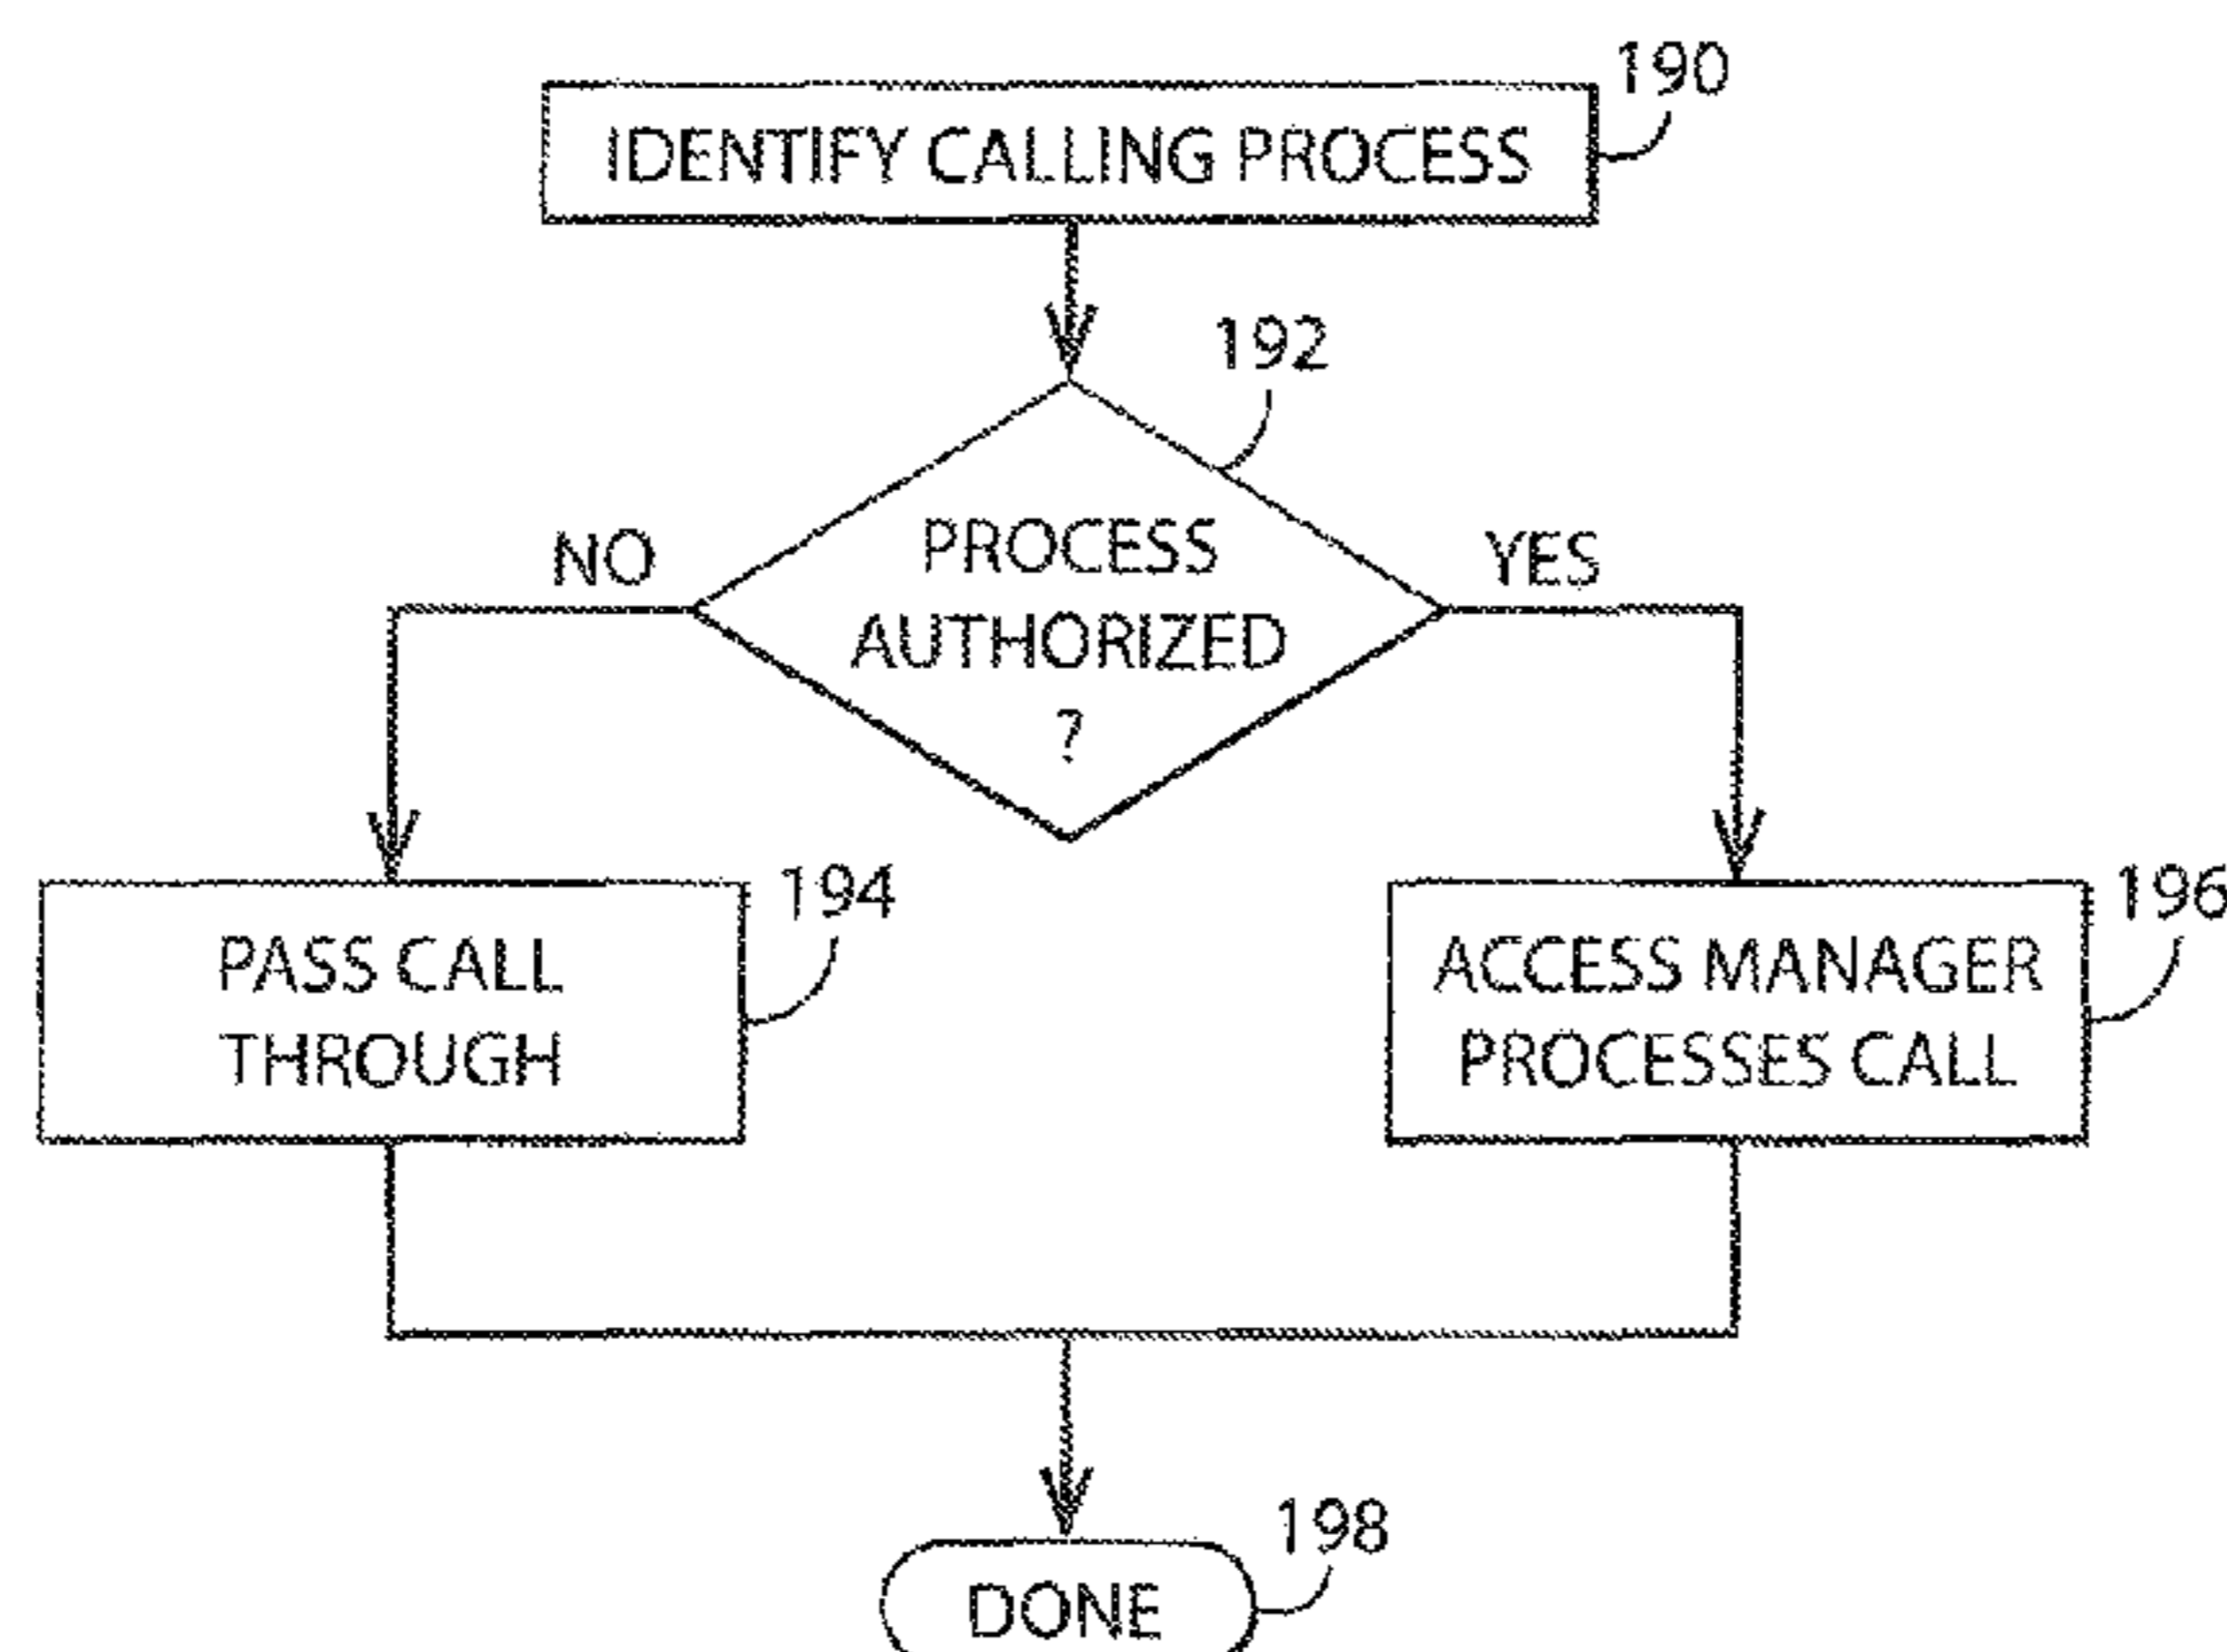 190
IDENTIFY CALLING PROCESS
192
NO
PROCESS
YES
AUTHORIZED
?
194
196
PASS CALL
THROUGH
ACCESS MANAGER
PROCESSES CALL
198
DONE